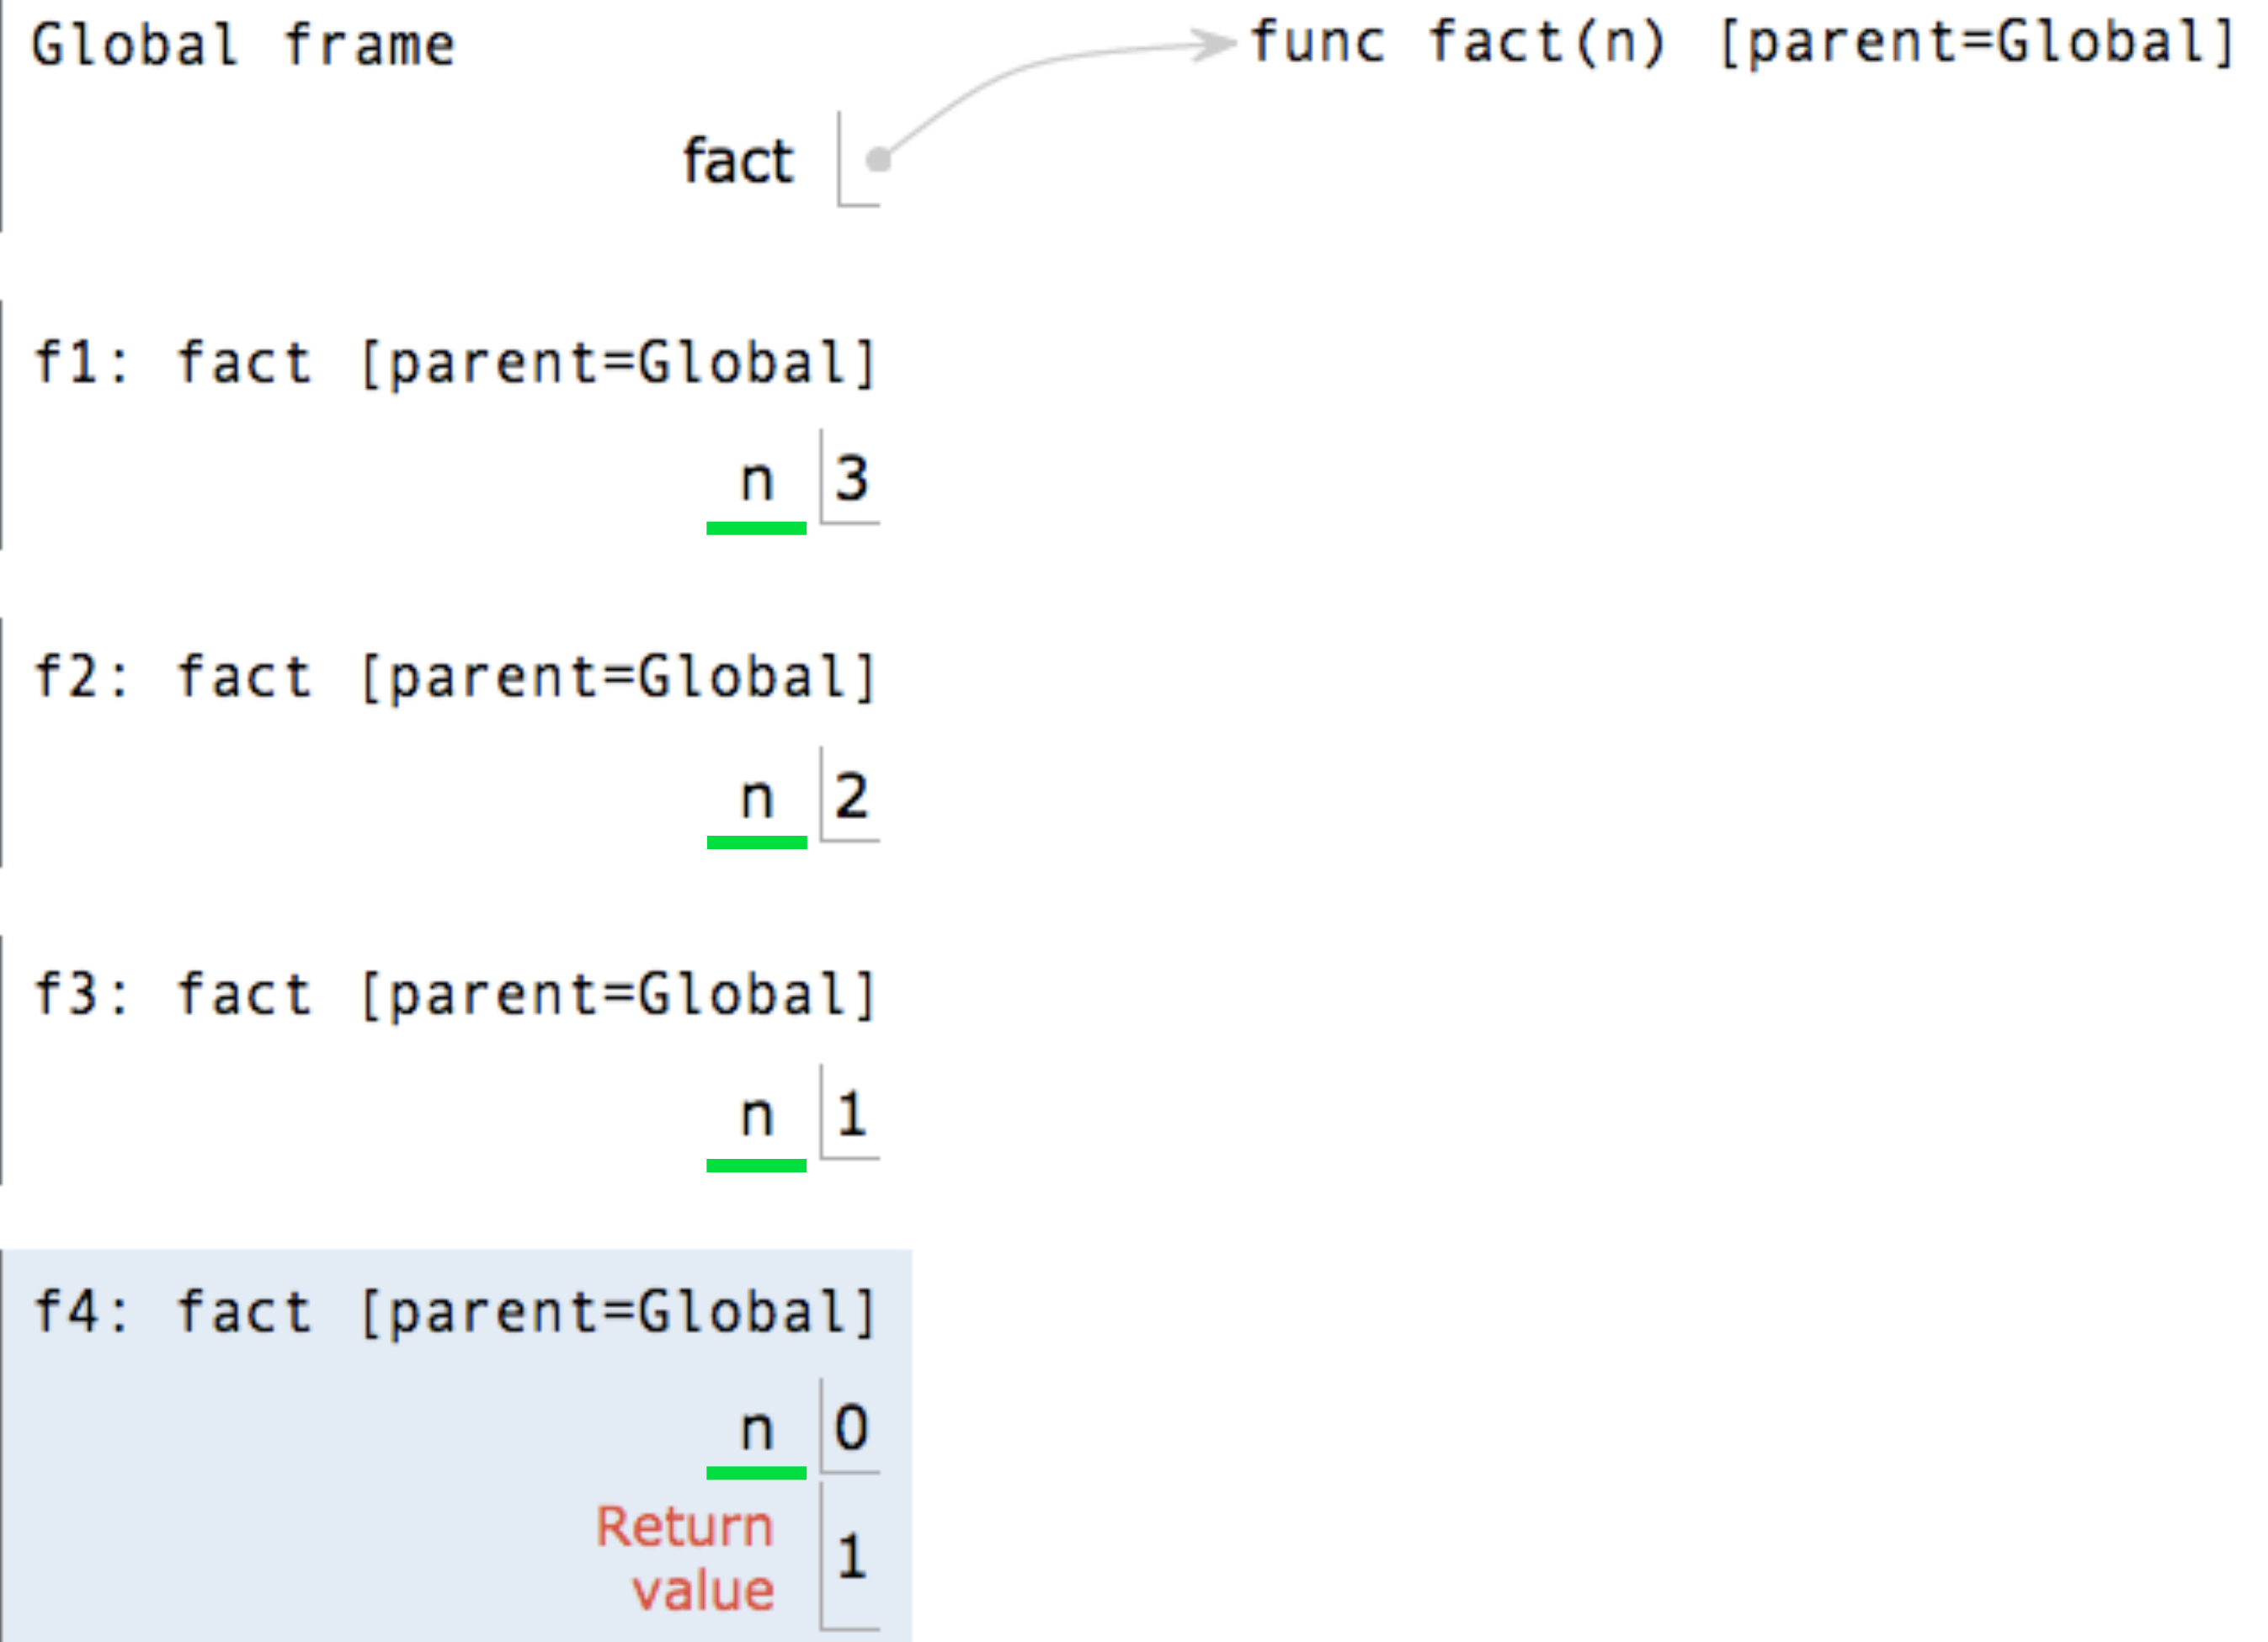 Global frame
func fact(n) [parent=Global]
fact
f1: fact [parent=Global]
n 3
f2: fact [parent=Global]
n 2
f3: fact [parent=Global]
n 1
f4: fact [parent=Global]
n 0
Return
value 1